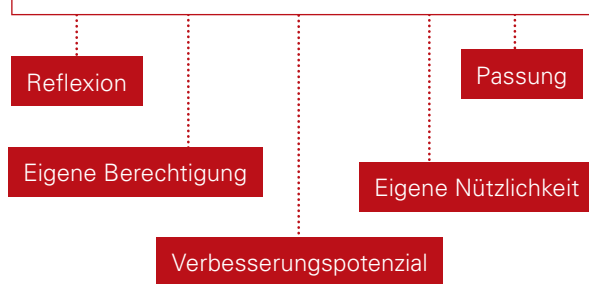 Reflexion
Passung
Eigene Berechtigung
Eigene Nützlichkeit
Verbesserungspotenzial